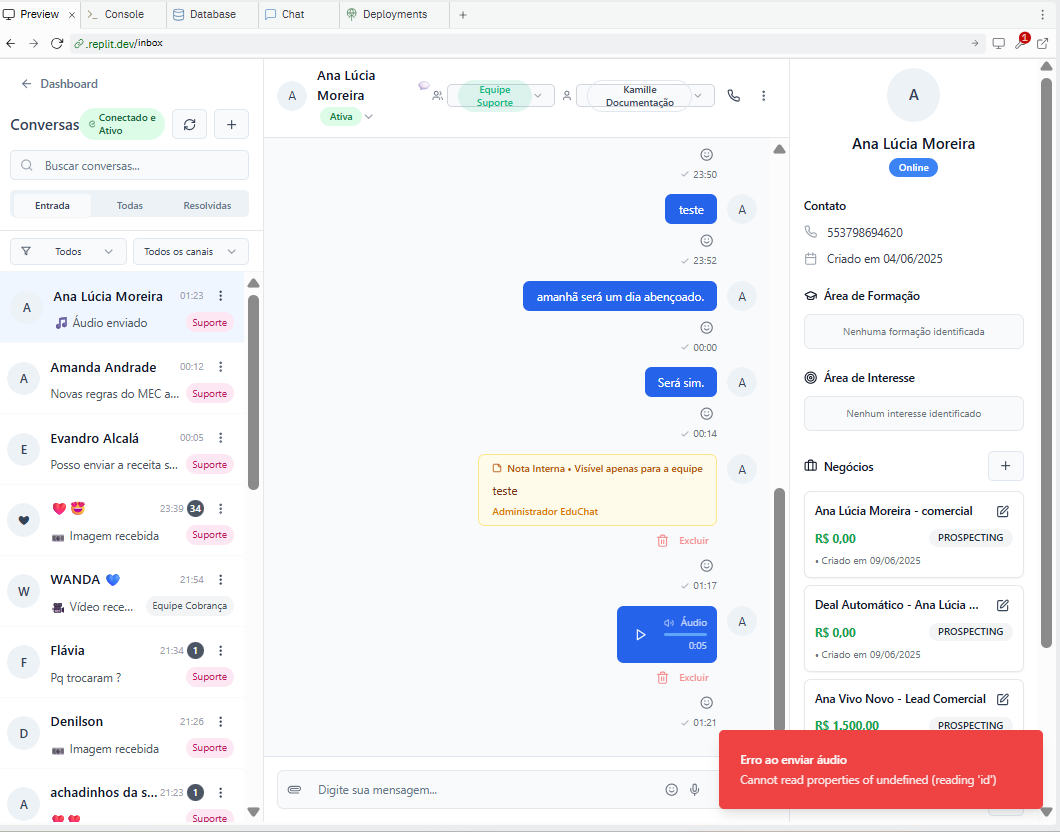 Preview
Console
Database
Chat
Deployments
.replit.dev/inbox
1
Dashboard
Conversas
Conectado e
Ativo
Buscar conversas...
Entrada
Todas
Resolvidas
Todos
Todos os canais
A
Ana Lúcia Moreira
01:23
Áudio enviado
Suporte
A
Amanda Andrade
00:12
Novas regras do MEC a...
Suporte
E
Evandro Alcalá
00:05
Posso enviar a receita s...
Suporte
23:39
34
Imagem recebida
Suporte
W
WANDA
21:54
Vídeo rece...
Equipe Cobrança
F
Flávia
21:34
1
Pq trocaram ?
Suporte
D
Denilson
21:26
Imagem recebida
Suporte
A
achadinhos da s...
21:23
1
Suporte
A
Ana Lúcia
Moreira
Ativa
Equipe
Suporte
Kamille
Documentação
23:50
teste
A
23:52
amanhã será um dia abençoado.
A
00:00
Será sim.
A
00:14
Nota Interna • Visível apenas para a equipe
teste
Administrador EduChat
A
Excluir
01:17
Áudio
0:05
A
Excluir
01:21
Digite sua mensagem...
A
Ana Lúcia Moreira
Online
Contato
553798694620
Criado em 04/06/2025
Área de Formação
Nenhuma formação identificada
Área de Interesse
Nenhum interesse identificado
Negócios
Ana Lúcia Moreira - comercial
R$ 0,00
PROSPECTING
• Criado em 09/06/2025
Deal Automático - Ana Lúcia ...
R$ 0,00
PROSPECTING
• Criado em 09/06/2025
Ana Vivo Novo - Lead Comercial
R$ 1.500,00
PROSPECTING
Erro ao enviar áudio
Cannot read properties of undefined (reading 'id')